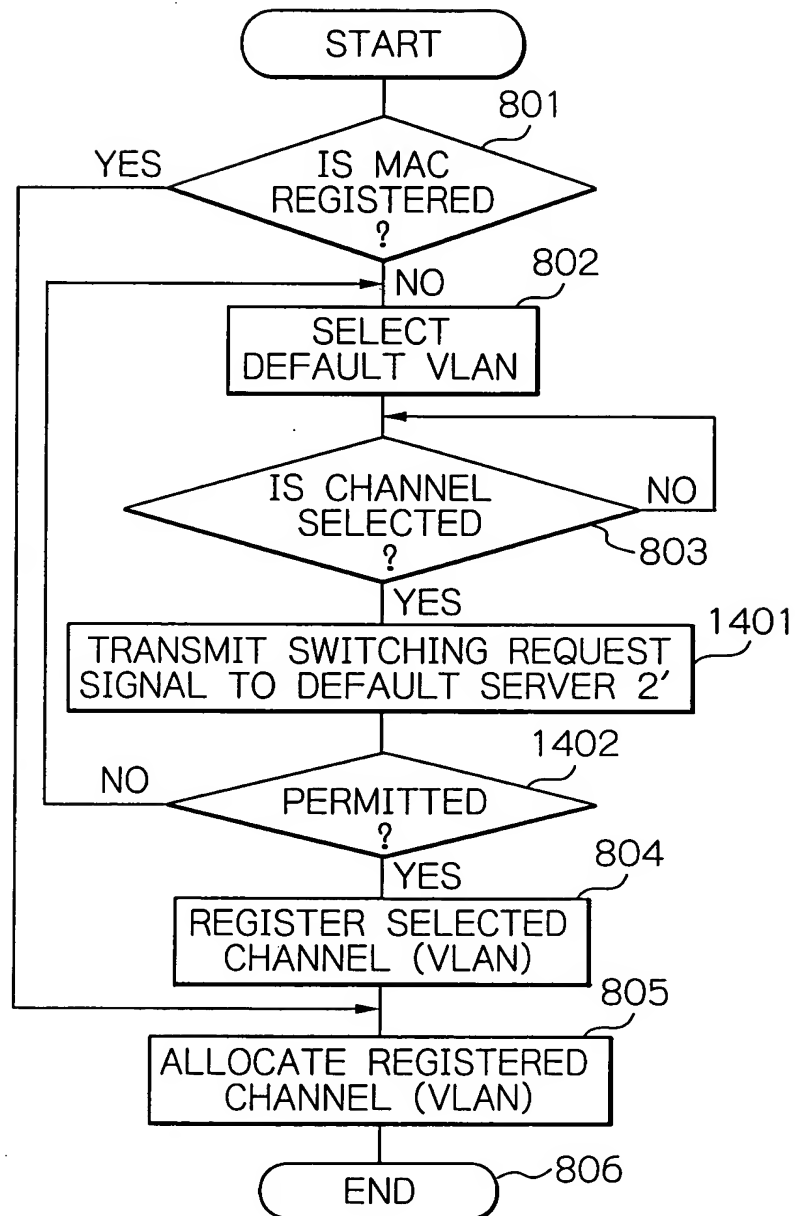 START
801
YES
IS MAC
REGISTERED
?
NO
802
SELECT
DEFAULT VLAN
IS CHANNEL
SELECTED
?
NO
803
YES
1401
TRANSMIT SWITCHING REQUEST
SIGNAL TO DEFAULT SERVER 2'
1402
NO
PERMITTED
?
YES
804
REGISTER SELECTED
CHANNEL (VLAN)
805
ALLOCATE REGISTERED
CHANNEL (VLAN)
END
806